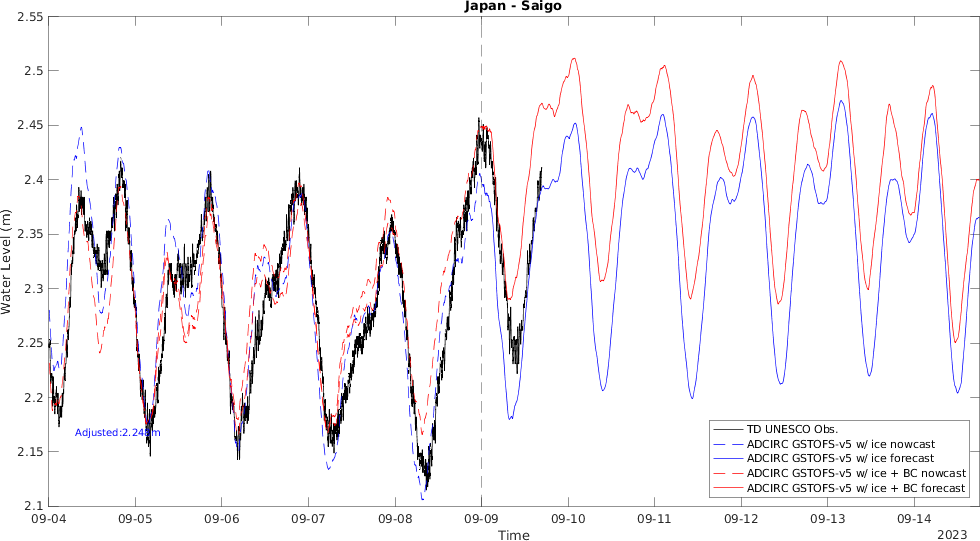 Japan - Saigo
2.55
2.5
2.45
2.4
2.35
2.3
2.25
2.2
2.15
2.1
Water Level (m)
Adjusted:2.248m
TD UNESCO Obs.
ADCIRC GSTOFS-v5 w/ ice nowcast
ADCIRC GSTOFS-v5 w/ ice forecast
ADCIRC GSTOFS-v5 w/ ice + BC nowcast
ADCIRC GSTOFS-v5 w/ ice + BC forecast
09-04 09-05 09-06 09-07 09-08 09-09 09-10 09-11 09-12 09-13 09-14
Time
2023